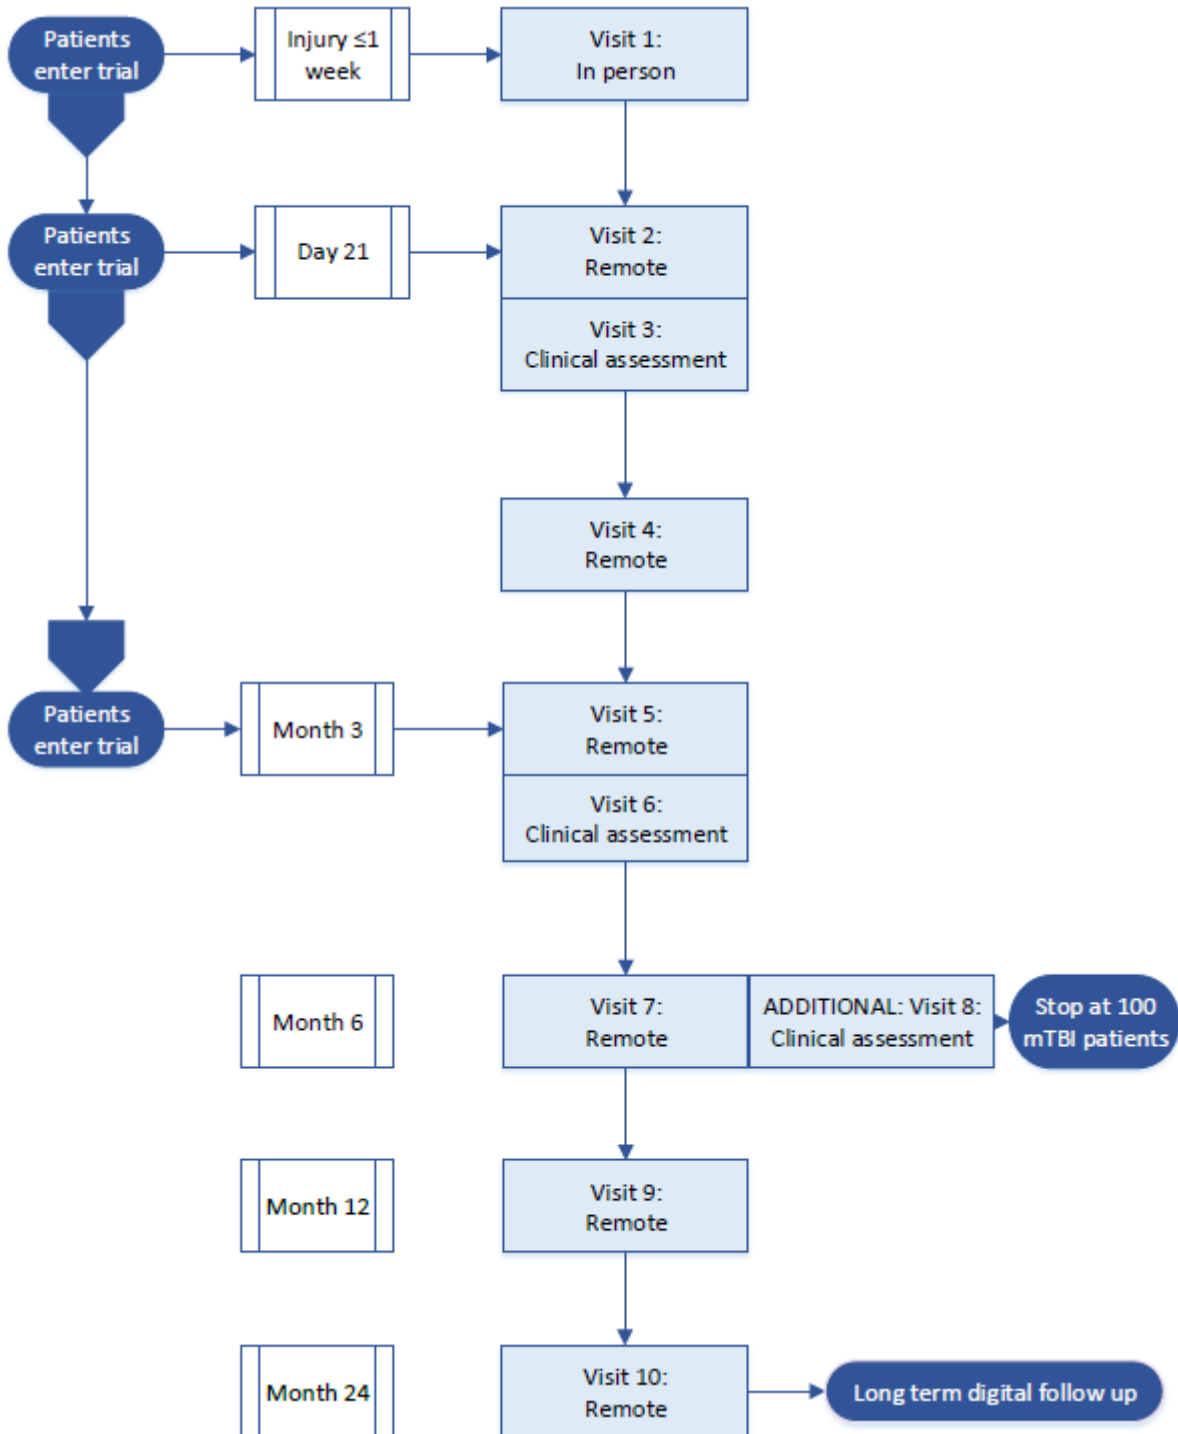 Patients
enter trial
Injury ≤1
week
Visit 1:
In person
Patients
enter trial
Day 21
Visit 2:
Remote
Visit 3:
Clinical assessment
Visit 4:
Remote
Patients
enter trial
Month 3
Visit 5:
Remote
Visit 6:
Clinical assessment
Month 6
Visit 7:
Remote
ADDITIONAL: Visit 8:
Clinical assessment
Stop at 100
mTBI patients
Month 12
Visit 9:
Remote
Month 24
Visit 10:
Remote
Long term digital follow up